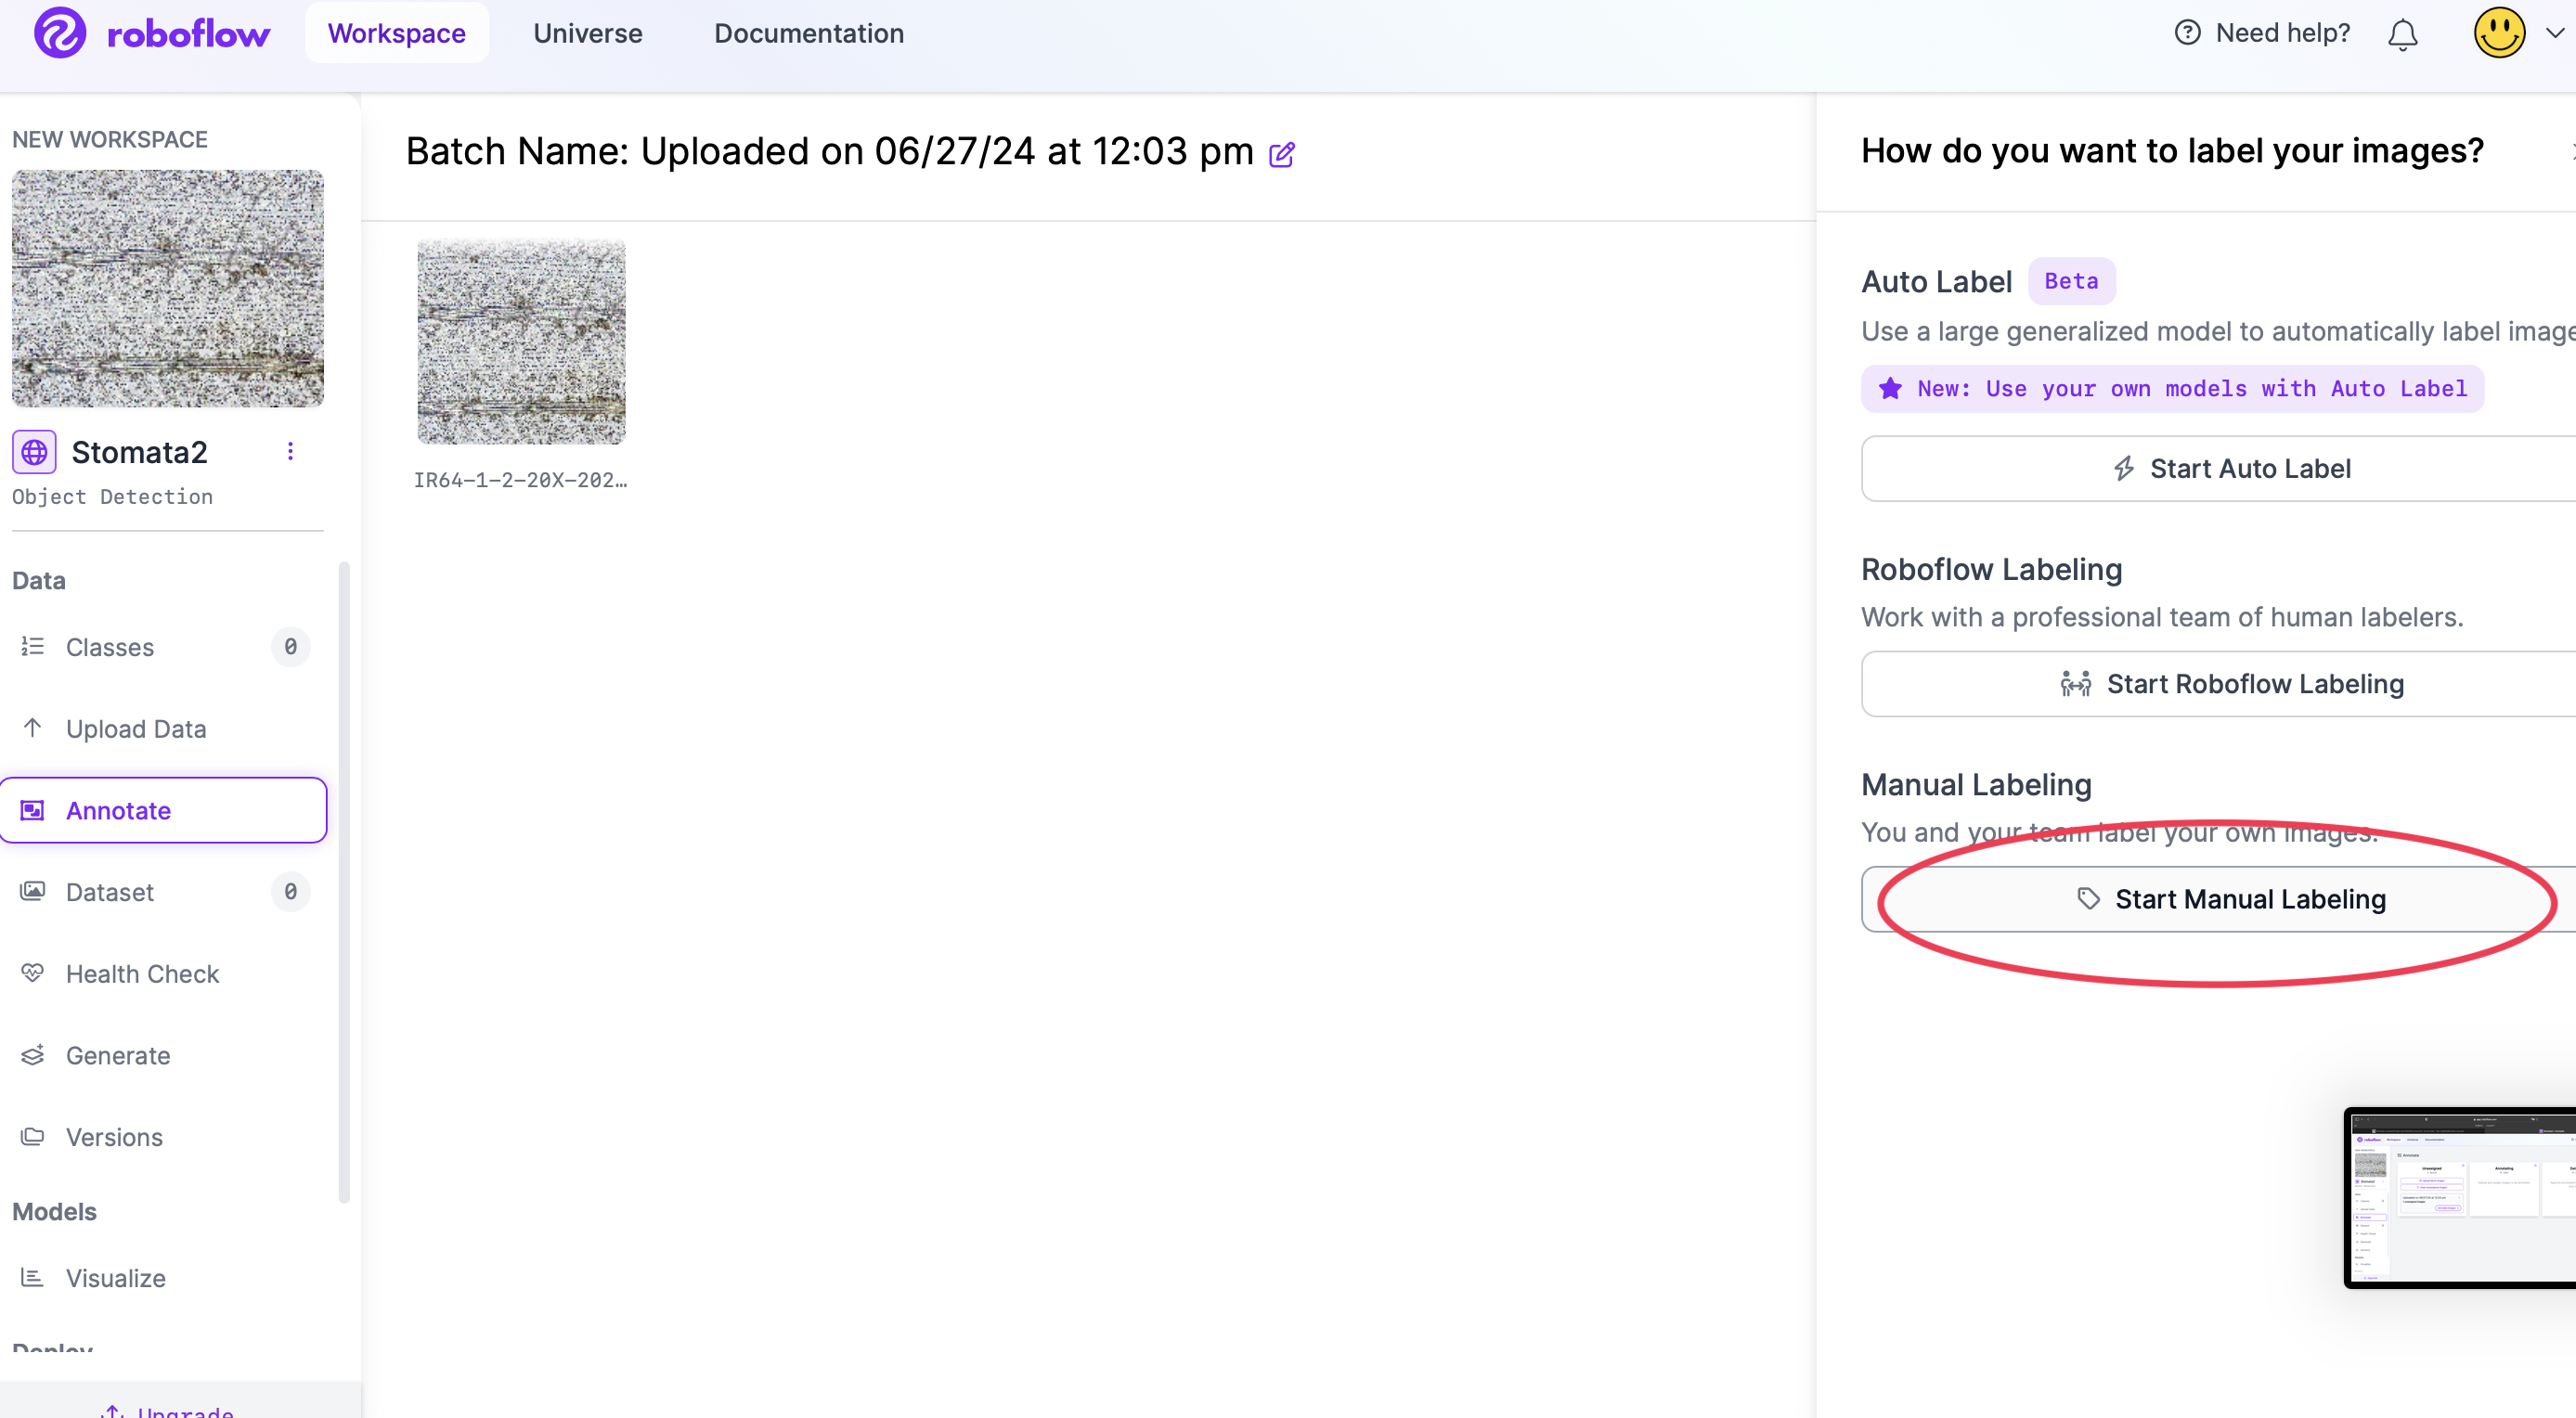 roboflow
Workspace
Universe
Documentation
Need help?
NEW WORKSPACE
Stomata2
Object Detection
Data
Classes 0
Upload Data
Annotate
Dataset 0
Health Check
Generate
Versions
Models
Visualize
Deploy
Upgrade
Batch Name: Uploaded on 06/27/24 at 12:03 pm
IR64-1-2-20X-202…
How do you want to label your images?
Auto Label Beta
Use a large generalized model to automatically label image
New: Use your own models with Auto Label
Start Auto Label
Roboflow Labeling
Work with a professional team of human labelers.
Start Roboflow Labeling
Manual Labeling
You and your team label your own images.
Start Manual Labeling